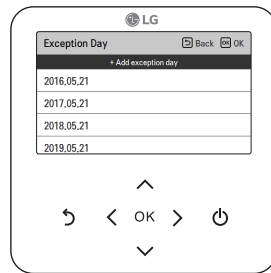 LG
Exception Day Back OK OK
+ Add exception day
2016.05.21
2017.05.21
2018.05.21
2019.05.21
OK